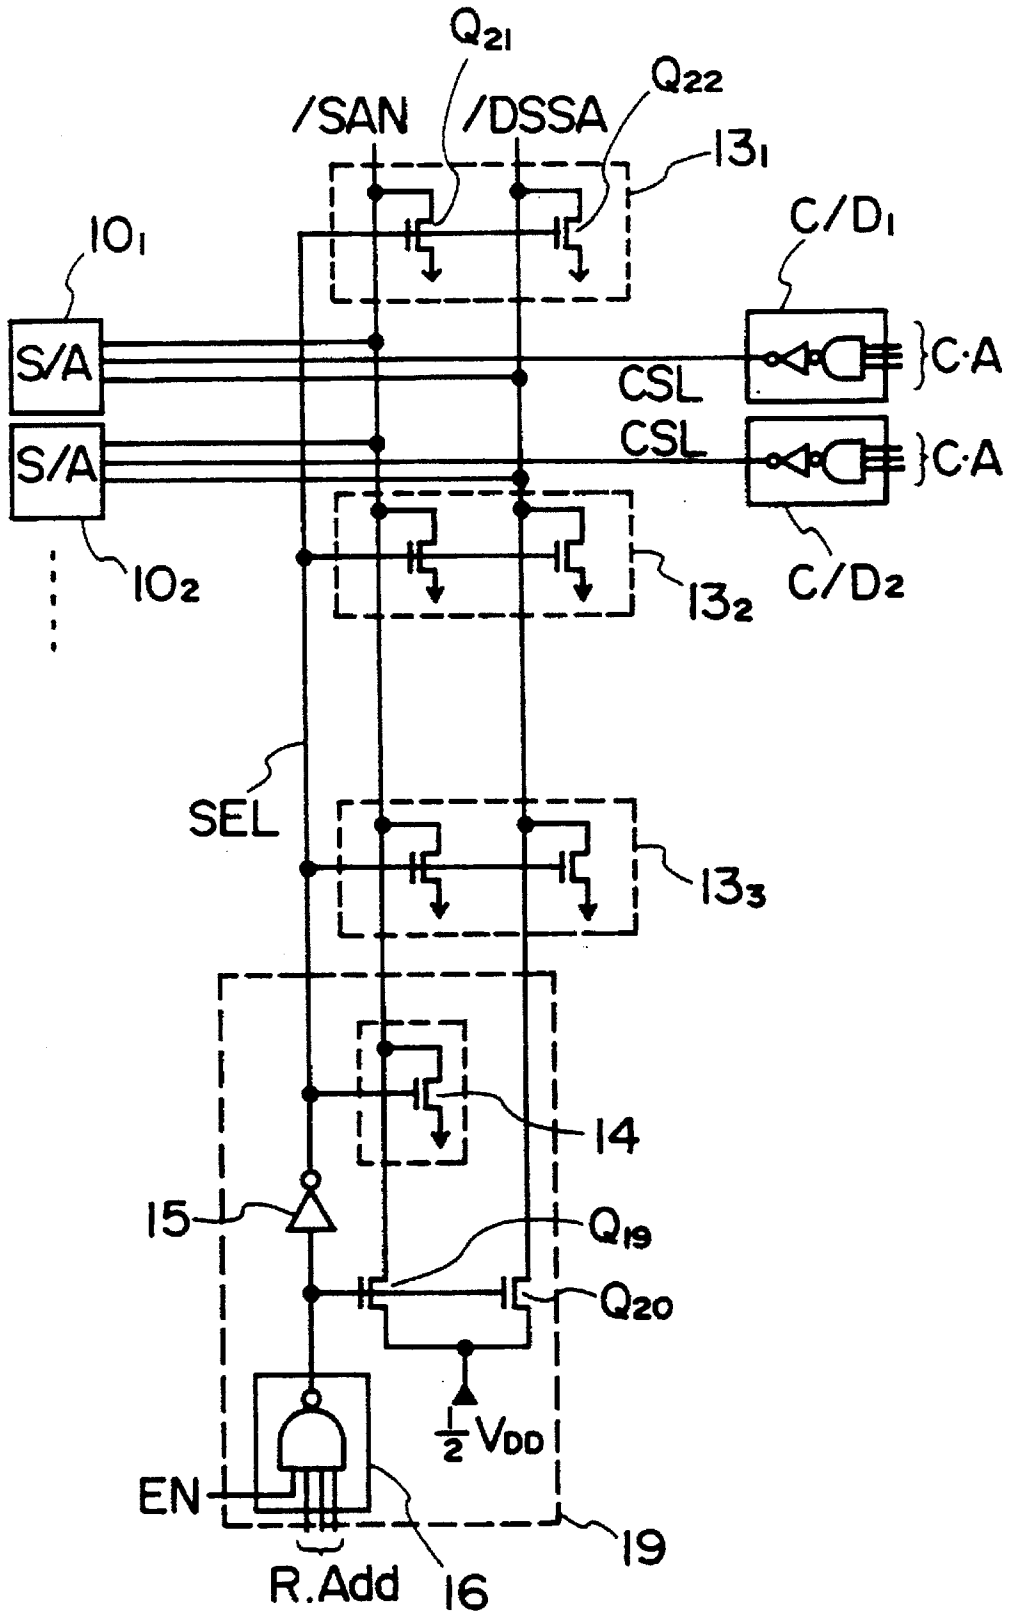 Q21
Q22
/SAN /DSSA
131
101
C/D1
S/A
C·A
CSL
CSL
S/A
C·A
102
132
C/D2
SEL
133
14
15
Q19
Q20
1/2 VDD
EN
19
R.Add
16